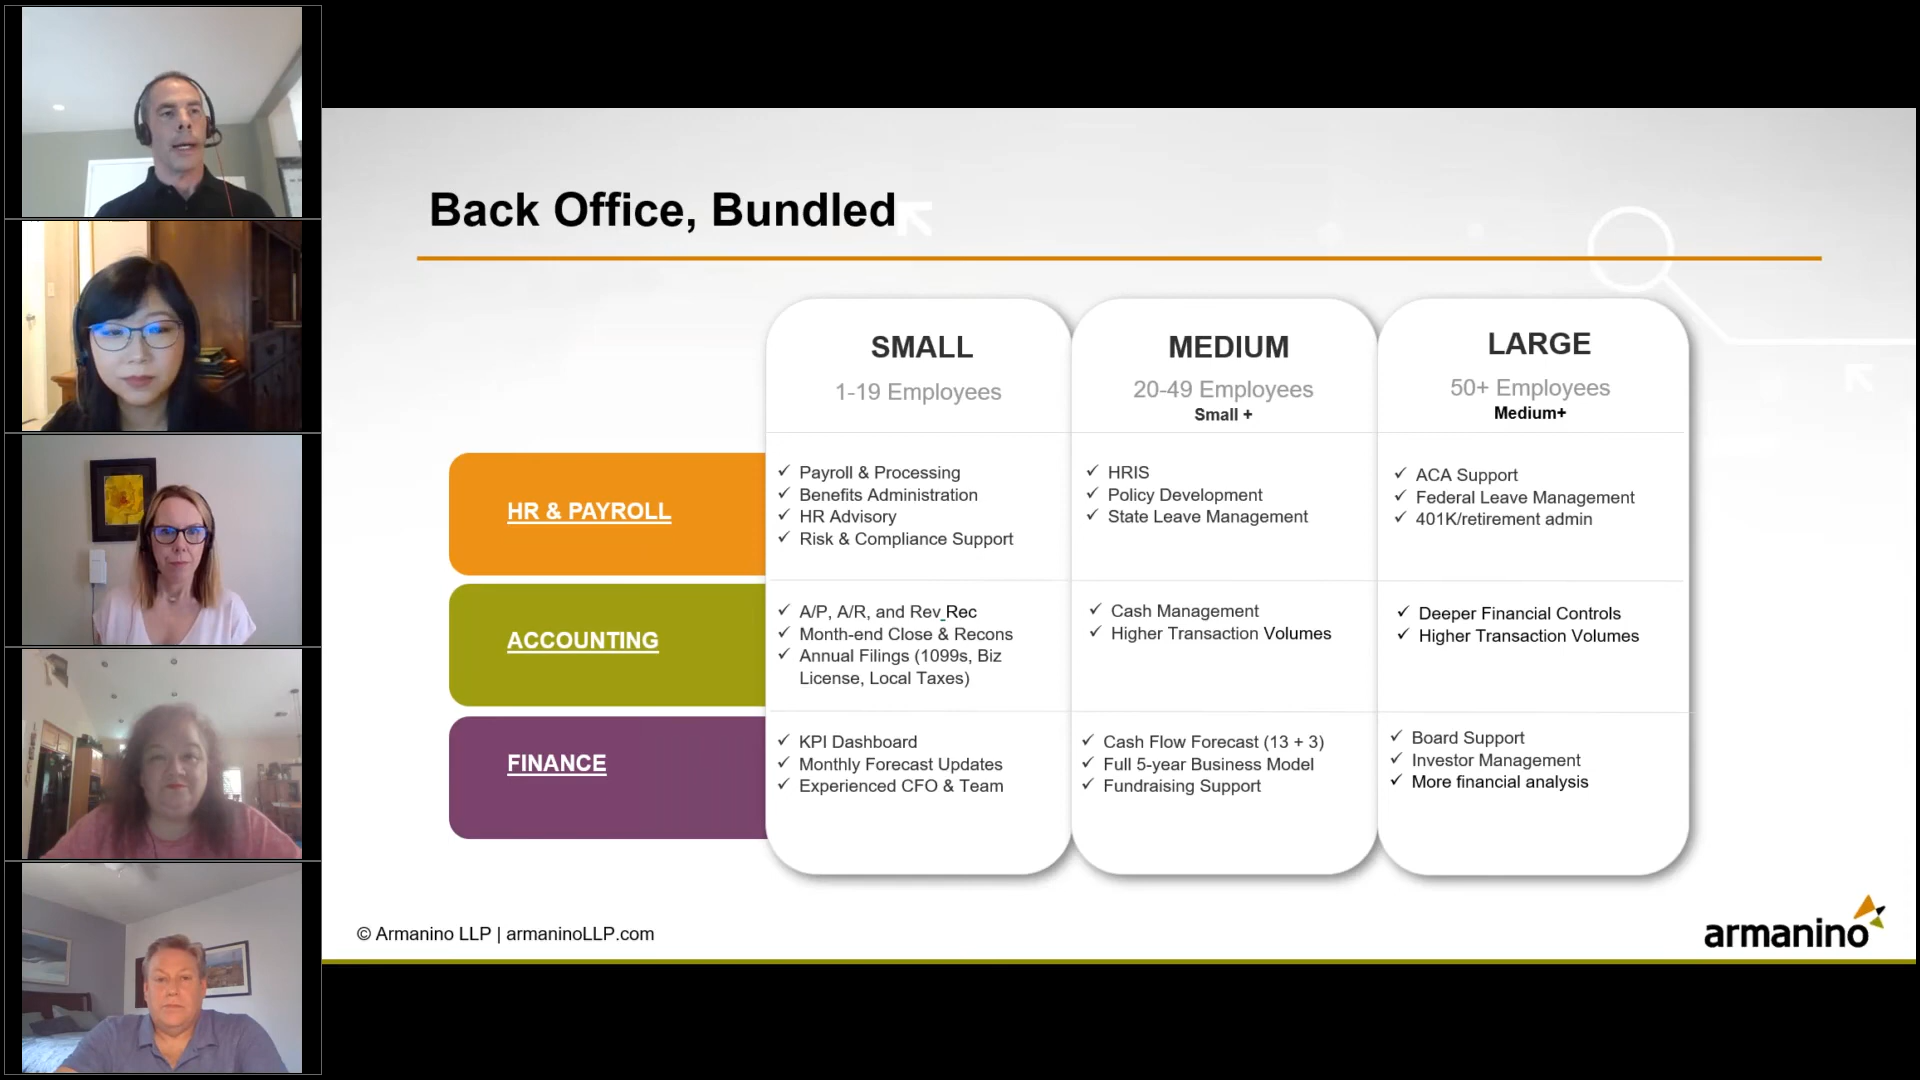 Back Office, Bundled
SMALL
1-19 Employees
MEDIUM
20-49 Employees
Small +
LARGE
50+ Employees
Medium+
HR & PAYROLL
✓ Payroll & Processing
✓ Benefits Administration
✓ HR Advisory
✓ Risk & Compliance Support
✓ HRIS
✓ Policy Development
✓ State Leave Management
✓ ACA Support
✓ Federal Leave Management
✓ 401K/retirement admin
ACCOUNTING
✓ A/P, A/R, and Rev Rec
✓ Month-end Close & Recons
✓ Annual Filings (1099s, Biz
License, Local Taxes)
✓ Cash Management
✓ Higher Transaction Volumes
✓ Deeper Financial Controls
✓ Higher Transaction Volumes
FINANCE
✓ KPI Dashboard
✓ Monthly Forecast Updates
✓ Experienced CFO & Team
✓ Cash Flow Forecast (13 + 3)
✓ Full 5-year Business Model
✓ Fundraising Support
✓ Board Support
✓ Investor Management
✓ More financial analysis
© Armanino LLP | armaninoLLP.com
armanino